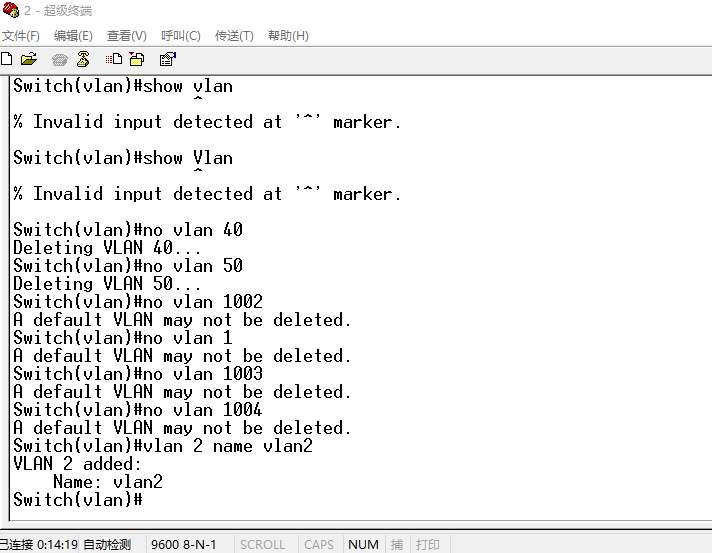 2 - 超级终端
文件(F) 编辑(E) 查看(V) 呼叫(C) 传送(T) 帮助(H)
Switch(vlan)#show vlan
^
% Invalid input detected at '^' marker.
Switch(vlan)#show Vlan
^
% Invalid input detected at '^' marker.
Switch(vlan)#no vlan 40
Deleting VLAN 40...
Switch(vlan)#no vlan 50
Deleting VLAN 50...
Switch(vlan)#no vlan 1002
A default VLAN may not be deleted.
Switch(vlan)#no vlan 1
A default VLAN may not be deleted.
Switch(vlan)#no vlan 1003
A default VLAN may not be deleted.
Switch(vlan)#no vlan 1004
A default VLAN may not be deleted.
Switch(vlan)#vlan 2 name vlan2
VLAN 2 added:
Name: vlan2
Switch(vlan)#
已连接 0:14:19 自动检测 9600 8-N-1 SCROLL CAPS NUM 捕 打印